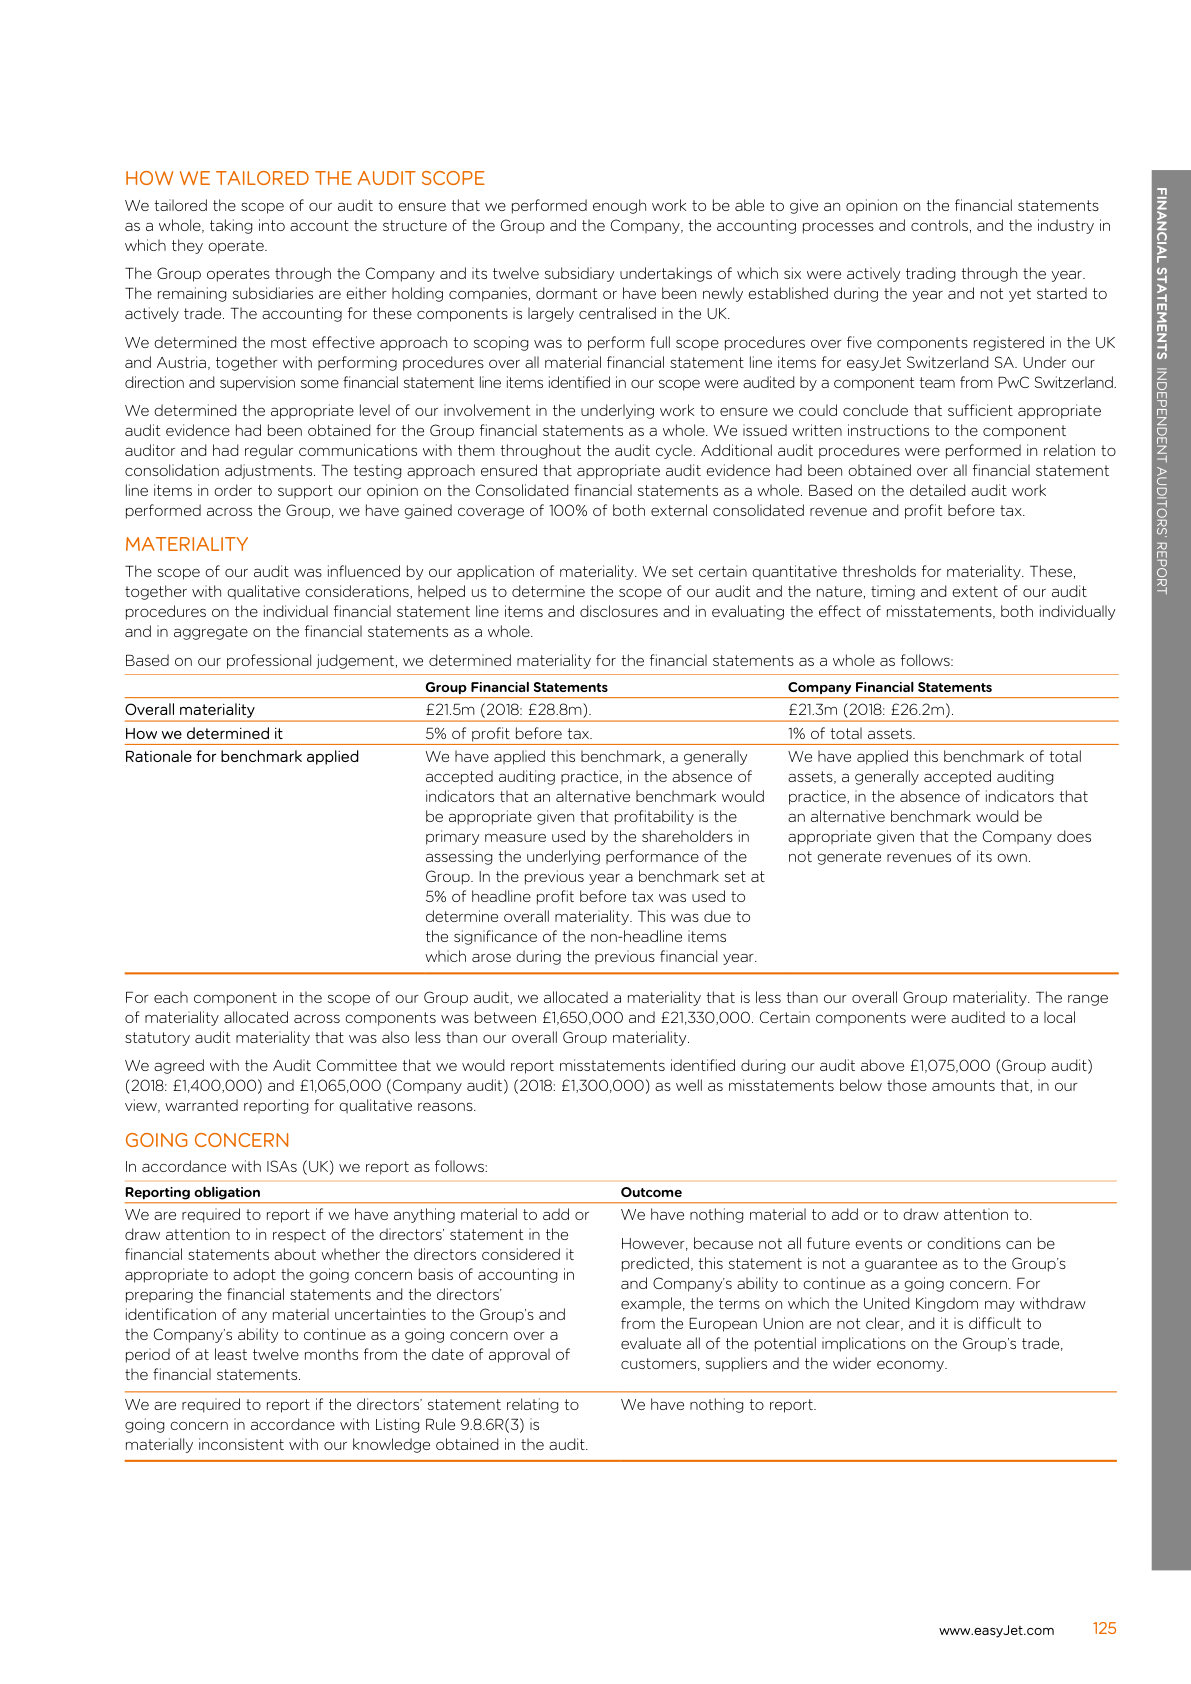 HOW WE TAILORED THE AUDIT SCOPE
We tailored the scope of our audit to ensure that we performed enough work to be able to give an opinion on the financial statements
as a whole, taking into account the structure of the Group and the Company, the accounting processes and controls, and the industry in
which they operate.
The Group operates through the Company and its twelve subsidiary undertakings of which six were actively trading through the year.
The remaining subsidiaries are either holding companies, dormant or have been newly established during the year and not yet started to
actively trade. The accounting for these components is largely centralised in the UK.
We determined the most effective approach to scoping was to perform full scope procedures over five components registered in the UK
and Austria, together with performing procedures over all material financial statement line items for easyJet Switzerland SA. Under our
direction and supervision some financial statement line items identified in our scope were audited by a component team from PwC Switzerland.
We determined the appropriate level of our involvement in the underlying work to ensure we could conclude that sufficient appropriate
audit evidence had been obtained for the Group financial statements as a whole. We issued written instructions to the component
auditor and had regular communications with them throughout the audit cycle. Additional audit procedures were performed in relation to
consolidation adjustments. The testing approach ensured that appropriate audit evidence had been obtained over all financial statement
line items in order to support our opinion on the Consolidated financial statements as a whole. Based on the detailed audit work
performed across the Group, we have gained coverage of 100% of both external consolidated revenue and profit before tax.
MATERIALITY
The scope of our audit was influenced by our application of materiality. We set certain quantitative thresholds for materiality. These,
together with qualitative considerations, helped us to determine the scope of our audit and the nature, timing and extent of our audit
procedures on the individual financial statement line items and disclosures and in evaluating the effect of misstatements, both individually
and in aggregate on the financial statements as a whole.
Based on our professional judgement, we determined materiality for the financial statements as a whole as follows:
Group Financial Statements Company Financial Statements
Overall materiality £21.5m (2018: £28.8m). £21.3m (2018: £26.2m).
How we determined it 5% of profit before tax. 1% of total assets.
Rationale for benchmark applied We have applied this benchmark, a generally We have applied this benchmark of total
accepted auditing practice, in the absence of assets, a generally accepted auditing
indicators that an alternative benchmark would practice, in the absence of indicators that
be appropriate given that profitability is the an alternative benchmark would be
primary measure used by the shareholders in appropriate given that the Company does
assessing the underlying performance of the not generate revenues of its own.
Group. In the previous year a benchmark set at
5% of headline profit before tax was used to
determine overall materiality. This was due to
the significance of the non-headline items
which arose during the previous financial year.
For each component in the scope of our Group audit, we allocated a materiality that is less than our overall Group materiality. The range
of materiality allocated across components was between £1,650,000 and £21,330,000. Certain components were audited to a local
statutory audit materiality that was also less than our overall Group materiality.
We agreed with the Audit Committee that we would report misstatements identified during our audit above £1,075,000 (Group audit)
(2018: £1,400,000) and £1,065,000 (Company audit) (2018: £1,300,000) as well as misstatements below those amounts that, in our
view, warranted reporting for qualitative reasons.
GOING CONCERN
In accordance with ISAs (UK) we report as follows:
Reporting obligation Outcome
We are required to report if we have anything material to add or
draw attention to in respect of the directors’ statement in the
financial statements about whether the directors considered it
appropriate to adopt the going concern basis of accounting in
preparing the financial statements and the directors’
identification of any material uncertainties to the Group’s and
the Company’s ability to continue as a going concern over a
period of at least twelve months from the date of approval of
the financial statements.
We have nothing material to add or to draw attention to.
However, because not all future events or conditions can be
predicted, this statement is not a guarantee as to the Group’s
and Company’s ability to continue as a going concern. For
example, the terms on which the United Kingdom may withdraw
from the European Union are not clear, and it is difficult to
evaluate all of the potential implications on the Group’s trade,
customers, suppliers and the wider economy.
We are required to report if the directors’ statement relating to
going concern in accordance with Listing Rule 9.8.6R(3) is
materially inconsistent with our knowledge obtained in the audit.
We have nothing to report.
FINANCIAL STATEMENTS INDEPENDENT AUDITORS’ REPORT
www.easyJet.com 125